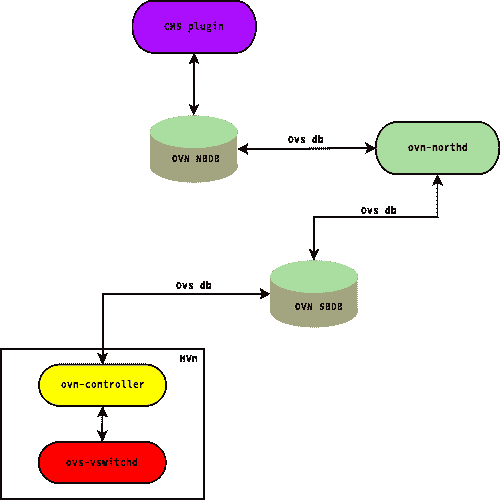 CMS plugin
OVN NBDB
Ovs db
ovn-northd
Ovs db
OVN SBDB
Ovs db
HVn
ovn-controller
ovs-vswitchd